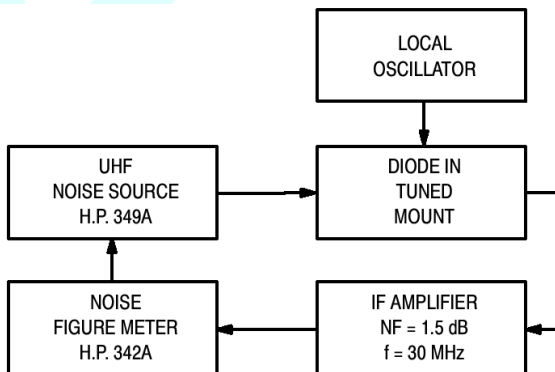 LOCAL
OSCILLATOR
UHF
NOISE SOURCE
H.P. 349A
DIODE IN
TUNED
MOUNT
NOISE
FIGURE METER
H.P. 342A
IF AMPLIFIER
NF = 1.5 dB
f = 30 MHz